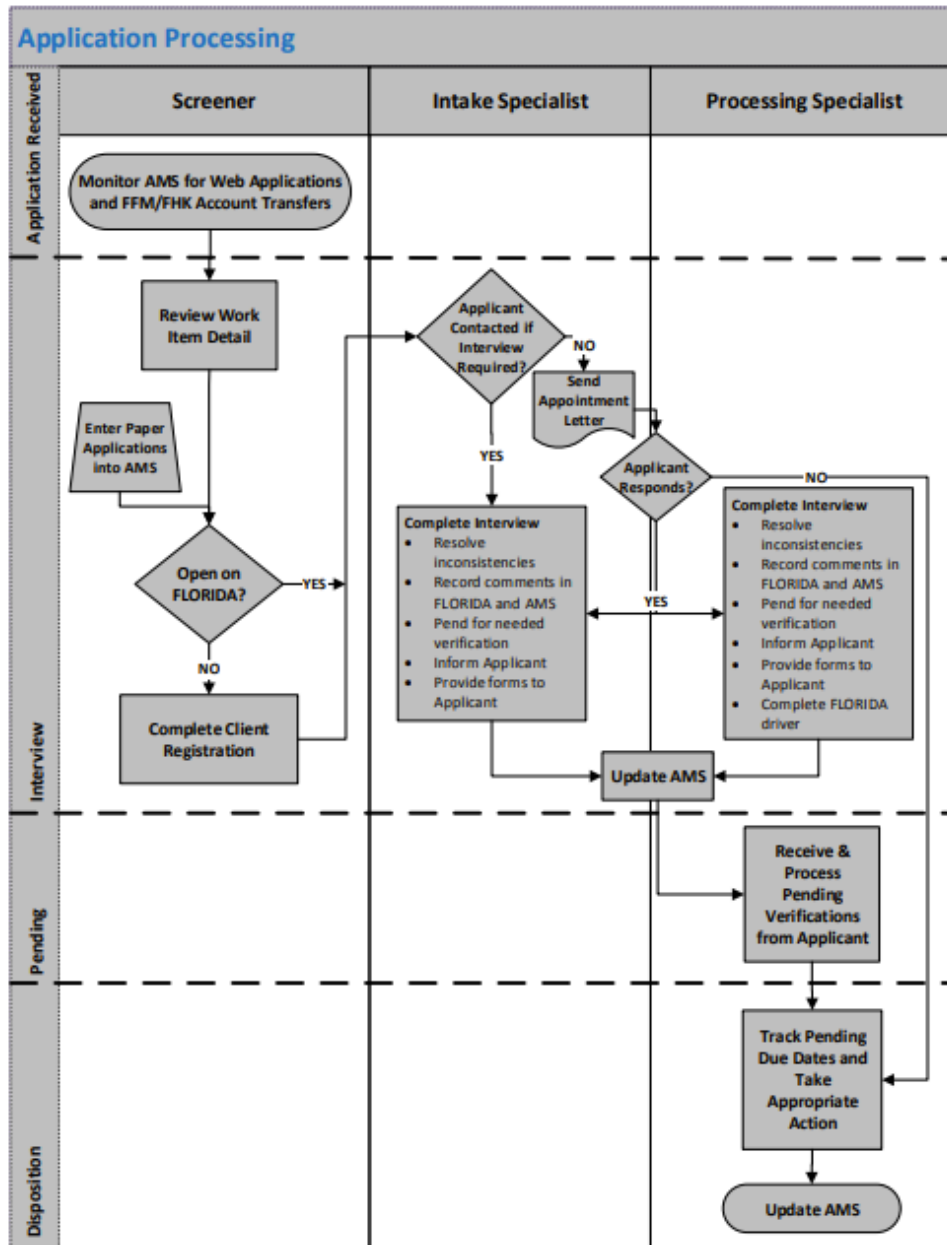 Application Processing
Screener
Intake Specialist
Processing Specialist
Application Received
Monitor AMS for Web Applications
and FFM/FHK Account Transfers
Interview
Review Work
Item Detail
Enter Paper
Applications
into AMS
Open on
FLORIDA?
YES
NO
Complete Client
Registration
Applicant
Contacted if
Interview
Required?
NO
Send
Appointment
Letter
YES
Applicant
Responds?
NO
YES
Complete Interview
• Resolve
inconsistencies
• Record comments in
FLORIDA and AMS
• Pend for needed
verification
• Inform Applicant
• Provide forms to
Applicant
Complete Interview
• Resolve
inconsistencies
• Record comments in
FLORIDA and AMS
• Pend for needed
verification
• Inform Applicant
• Provide forms to
Applicant
• Complete FLORIDA
driver
Update AMS
Pending
Receive &
Process
Pending
Verifications
from Applicant
Disposition
Track Pending
Due Dates and
Take
Appropriate
Action
Update AMS